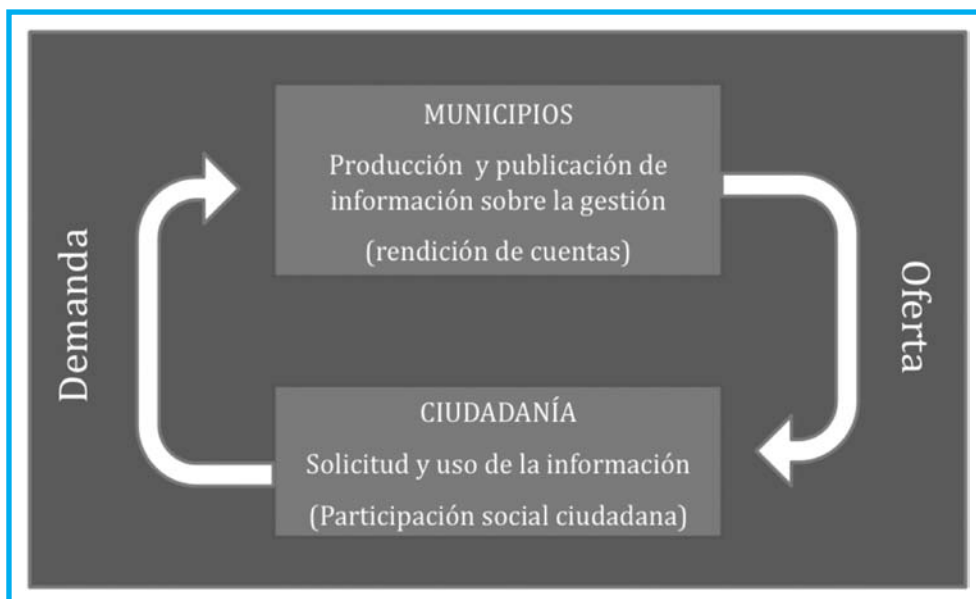 MUNICIPIOS
Producción y publicación de
información sobre la gestión
(rendición de cuentas)
Demanda
Oferta
CIUDADANÍA
Solicitud y uso de la información
(Participación social ciudadana)